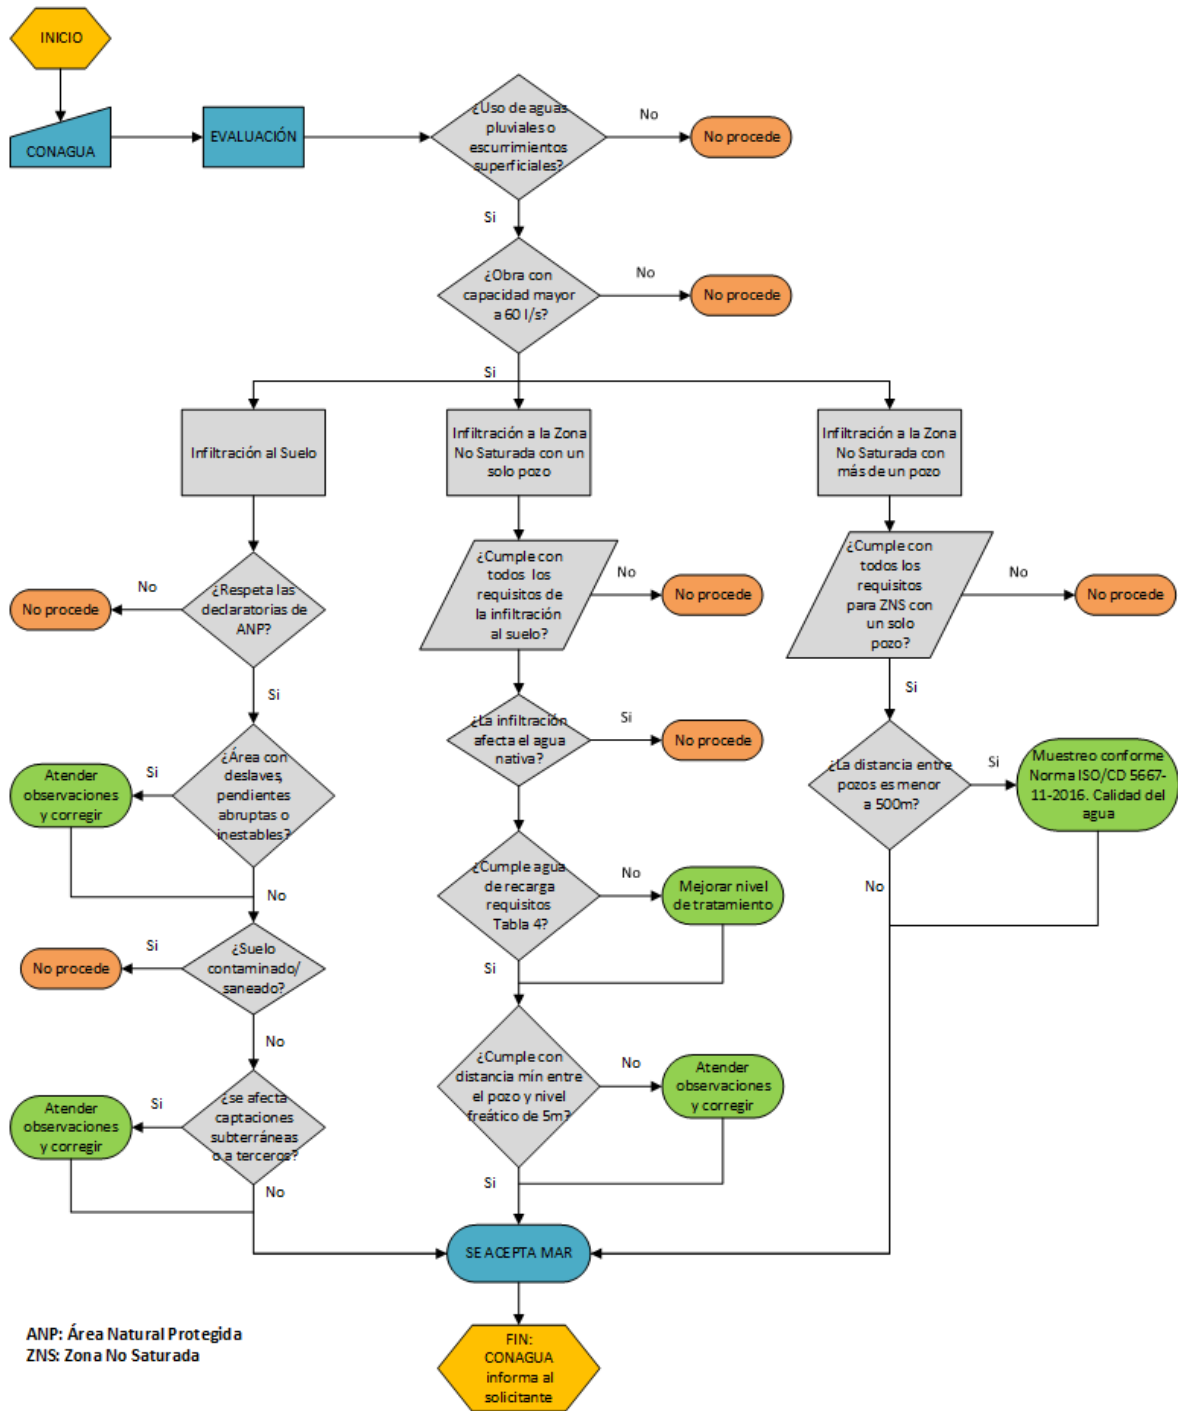 INICIO
CONAGUA
EVALUACIÓN
¿Uso de aguas
pluviales o
escurrimientos
superficiales?
No
No procede
Si
¿Obra con
capacidad mayor
a 60 l/s?
No
No procede
Si
Infiltración al Suelo
Infiltración a la Zona
No Saturada con un
solo pozo
Infiltración a la Zona
No Saturada con
más de un pozo
¿Respeta las
declaratorias de
ANP?
No
No procede
Si
¿Área con
deslaves,
pendientes
abruptas o
inestables?
Si
Atender
observaciones
y corregir
No
¿Suelo
contaminado/
saneado?
Si
No procede
No
¿se afecta
captaciones
subterráneas
o a terceros?
Si
Atender
observaciones
y corregir
No
¿Cumple con
todos los
requisitos de
la infiltración
al suelo?
No
No procede
¿La infiltración
afecta el agua
nativa?
Si
No procede
¿Cumple agua
de recarga
requisitos
Tabla 4?
No
Mejorar nivel
de tratamiento
Si
¿Cumple con
distancia mín entre
el pozo y nivel
freático de 5m?
No
Atender
observaciones
y corregir
Si
¿Cumple con
todos los
requisitos
para ZNS con
un solo
pozo?
No
No procede
Si
¿La distancia entre
pozos es menor
a 500m?
Si
Muestreo conforme
Norma ISO/CD 5667-
11-2016. Calidad del
agua
No
SE ACEPTA MAR
FIN:
CONAGUA
informa al
solicitante
ANP: Área Natural Protegida
ZNS: Zona No Saturada